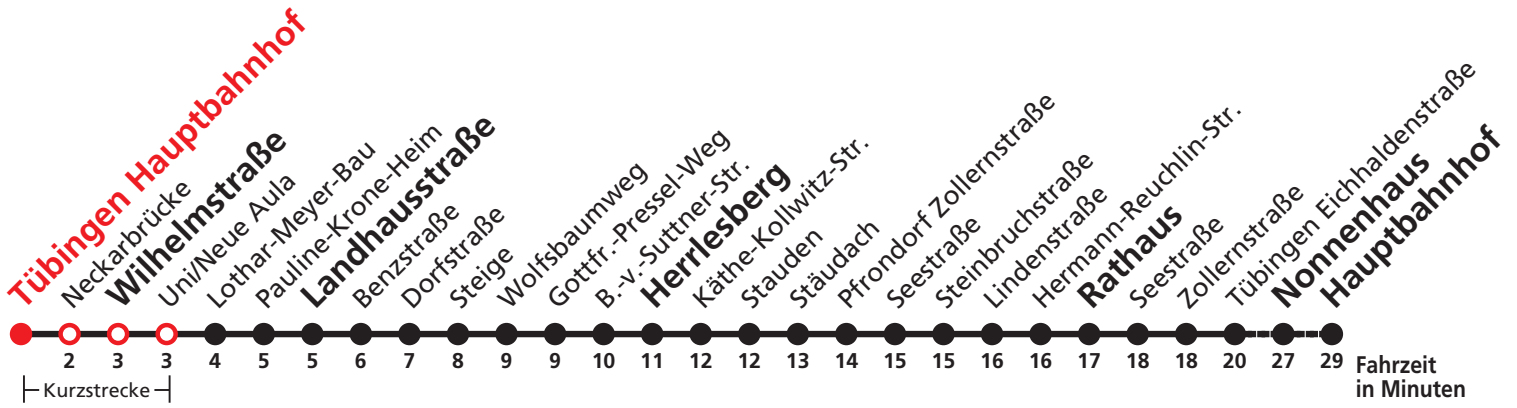 Tübingen Hauptbahnhof
Neckarbrücke
Wilhelmstraße
Uni/Neue Aula
Lothar-Meyer-Bau
Pauline-Krone-Heim
Landhausstraße
Benzstraße
Dorfstraße
Steige
Wolfsbaumweg
Gottfr.-Pressel-Weg
B.-v.-Suttner-Str.
Herrlesberg
Käthe-Kollwitz-Str.
Stauden
Stäudach
Pfrondorf Zollernstraße
Seestraße
Steinbruchstraße
Lindenstraße
Hermann-Reuchlin-Str.
Rathaus
Seestraße
Zollernstraße
Tübingen Eichhaldenstraße
Nonnenhaus
Hauptbahnhof
2 3 3 4 5 5 6 7 8 9 9 10 11 12 12 13 14 15 15 16 16 17 18 18 20 27 29
Fahrzeit
in Minuten
Kurzstrecke